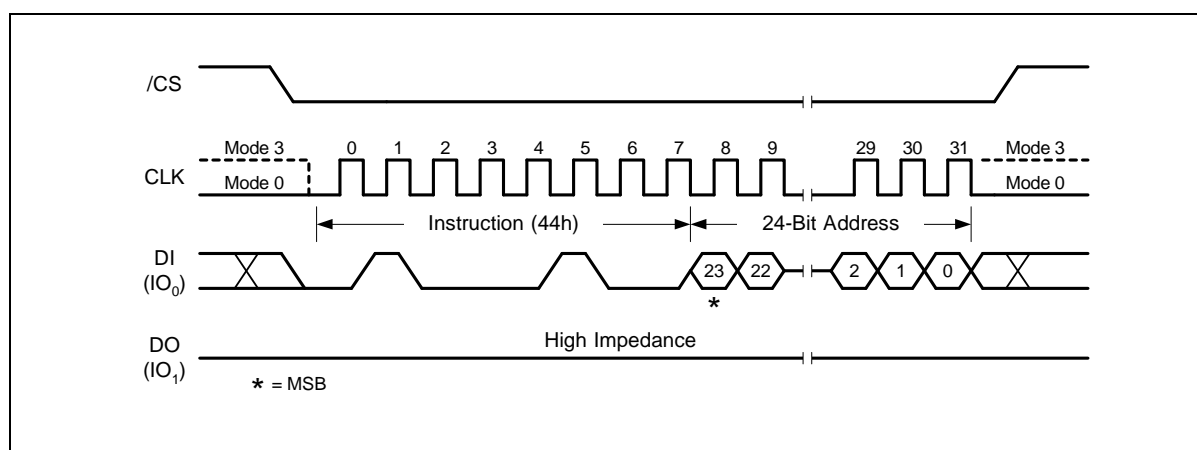 /CS
Mode 3 0 1 2 3 4 5 6 7 8 9 29 30 31 Mode 3
CLK
Mode 0 Mode 0
Instruction (44h) 24-Bit Address
DI
(IO0)
23 22 2 1 0
*
DO
(IO1)
High Impedance
* = MSB